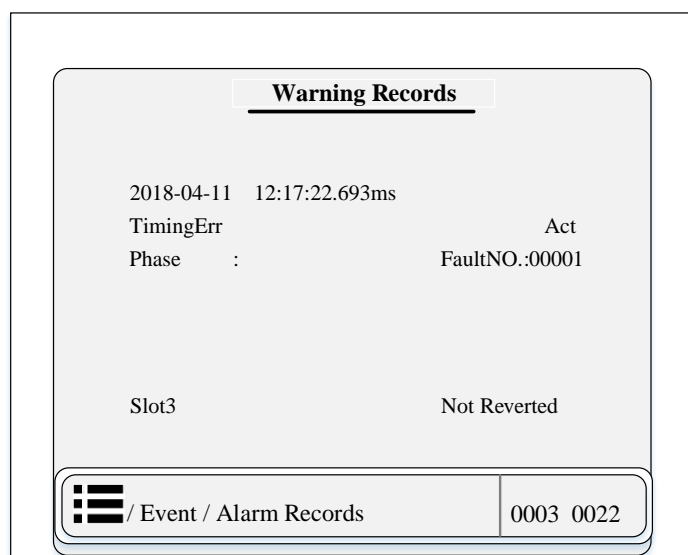 Warning Records
2018-04-11 12:17:22.693ms
TimingErr Act
Phase : FaultNO.:00001
Slot3 Not Reverted
/ Event / Alarm Records 0003 0022